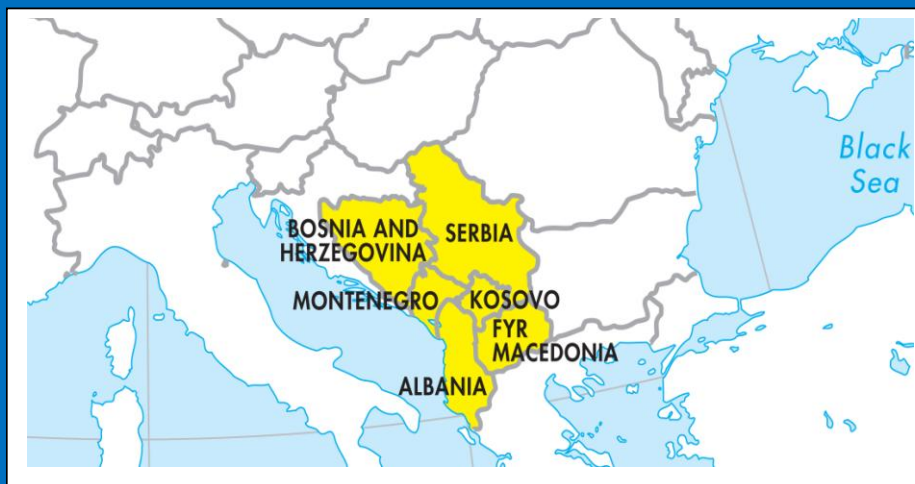 Black
Sea
BOSNIA AND
HERZEGOVINA
SERBIA
MONTENEGRO
KOSOVO
FYR
MACEDONIA
ALBANIA